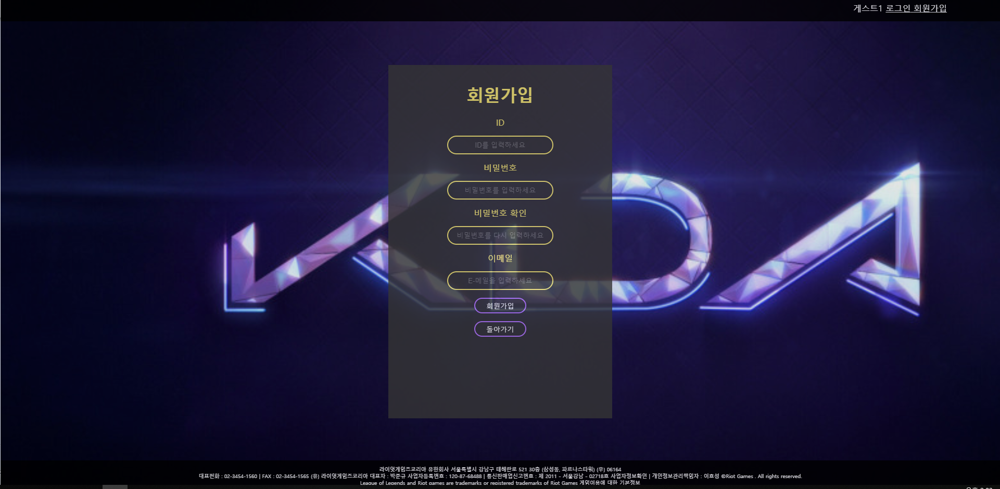 게스트1 로그인 회원가입
회원가입
ID
ID를 입력하세요
비밀번호
비밀번호를 입력하세요
비밀번호 확인
비밀번호를 다시 입력하세요
이메일
E-메일을 입력하세요
회원가입
돌아가기
라이엇게임즈코리아 유한회사 서울특별시 강남구 테헤란로 521 30층 (삼성동, 파르나스타워) (우) 06164
대표전화 : 02-3454-1560 | FAX : 02-3454-1565 (유) 라이엇게임즈코리아 대표자 : 박준규 사업자등록번호 : 120-87-68488 | 통신판매업신고번호 : 제 2011 - 서울강남 - 02718호 사업자정보확인 | 개인정보관리책임자 : 이효성 ©Riot Games . All rights reserved.
League of Legends and Riot games are trademarks or registered trademarks of Riot Games 게임이용에 대한 기본정보